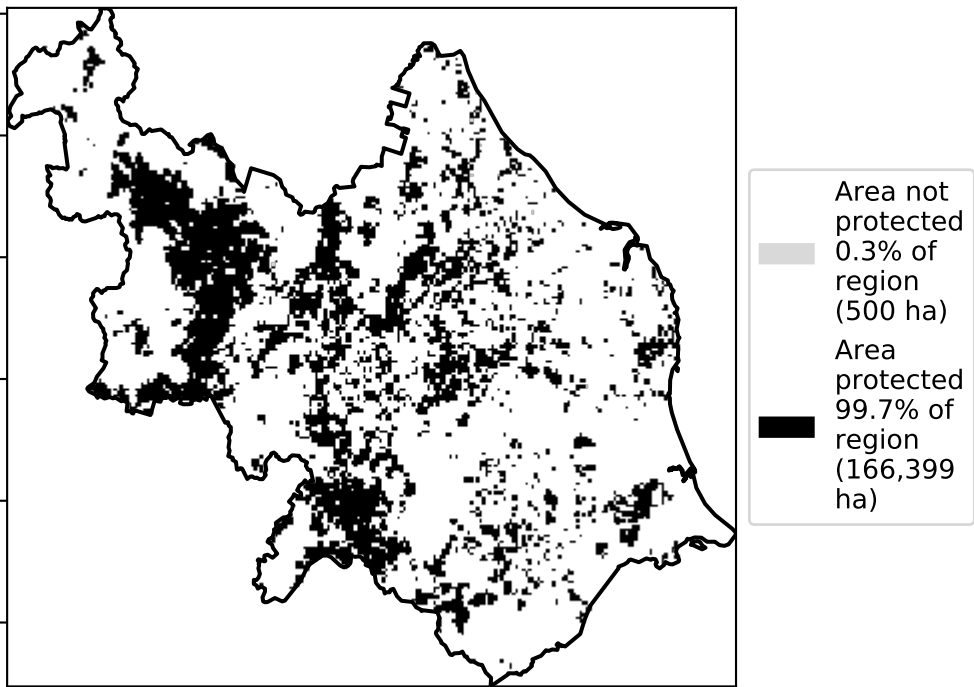 Area not
protected
0.3% of
region
(500 ha)
Area
protected
99.7% of
region
(166,399
ha)